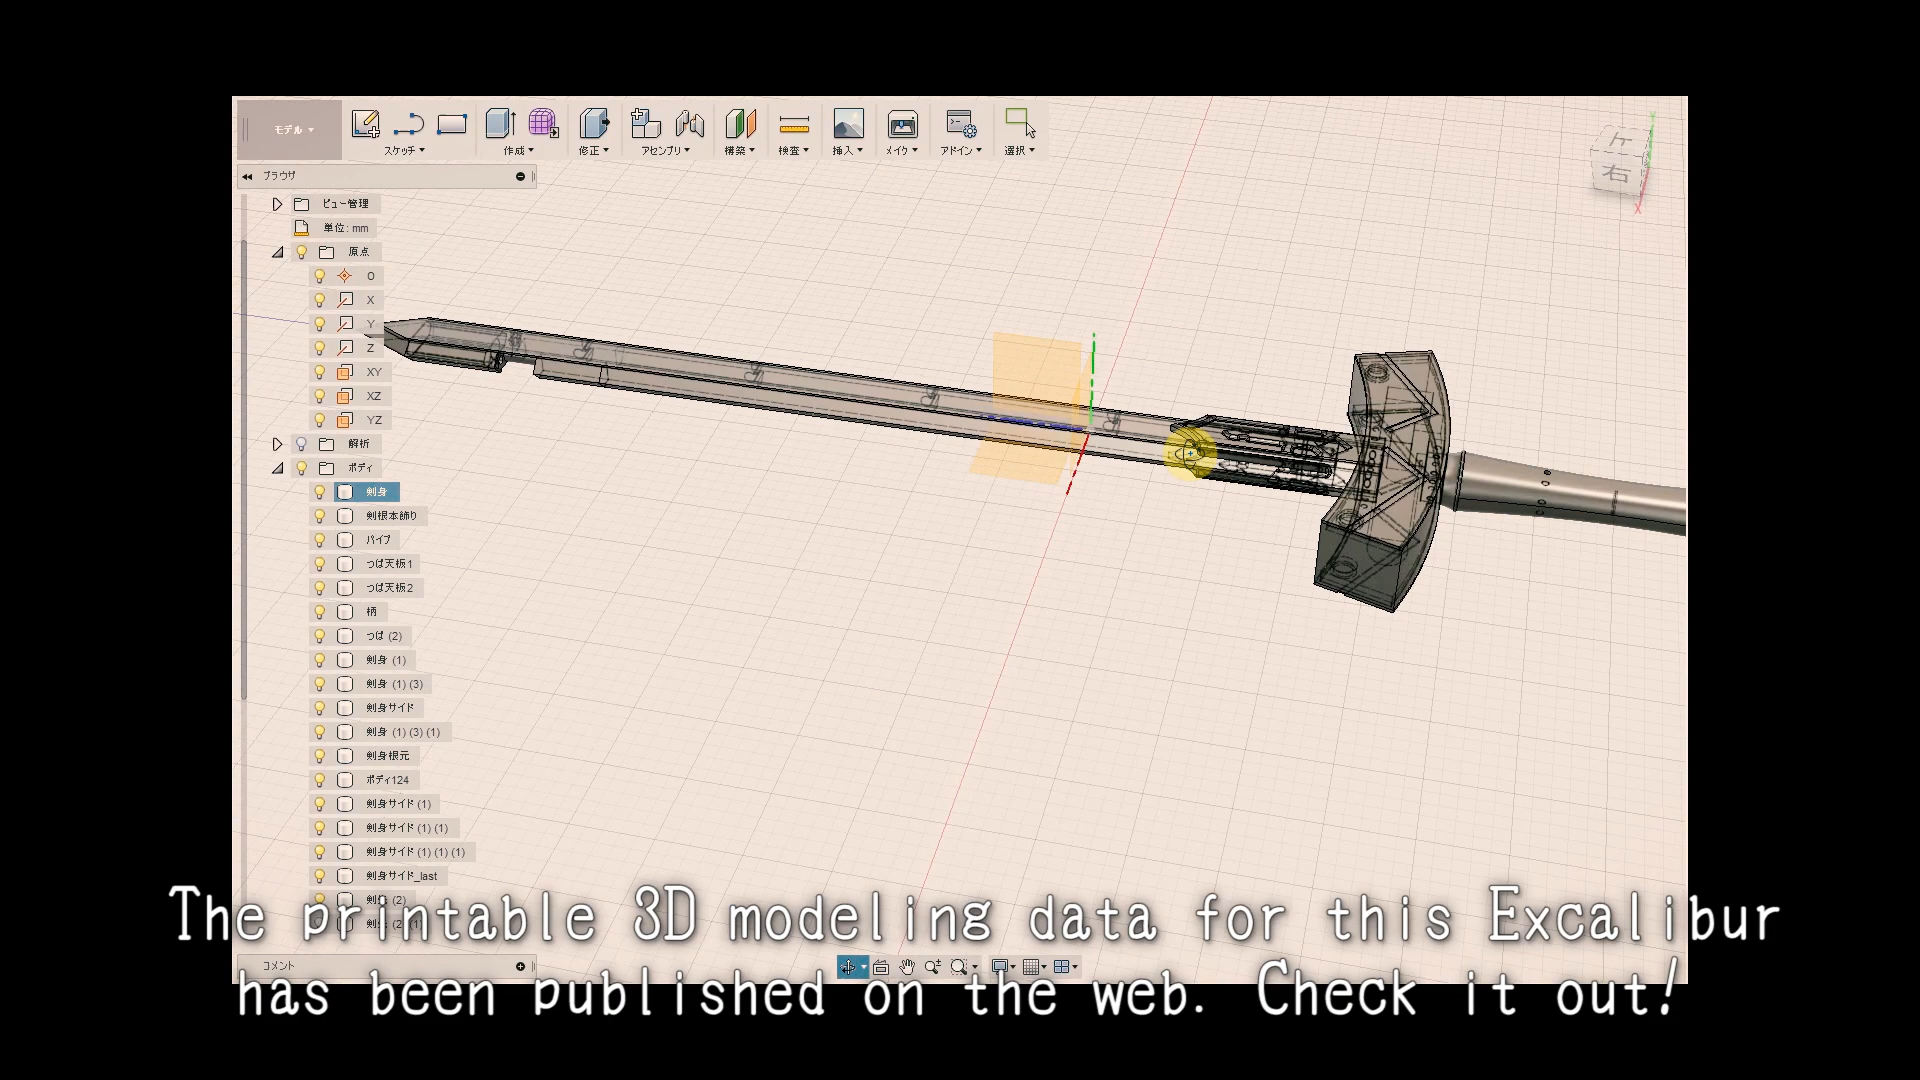 モデル
スケッチ
作成
修正
アセンブリ
構築
検査
挿入
メイク
アドイン
選択
上
右
X
ブラウザ
ビュー管理
単位: mm
原点
O
X
Y
Z
XY
XZ
YZ
解析
ボディ
剣身
剣根本飾り
パイプ
つば天板1
つば天板2
柄
つば (2)
剣身 (1)
剣身 (1) (3)
剣身サイド
剣身 (1) (3) (1)
剣身根元
ボディ124
剣身サイド (1)
剣身サイド (1) (1)
剣身サイド (1) (1) (1)
剣身サイド_last
The printable 3D modeling data for this Excalibur
コメント
has been published on the web. Check it out!